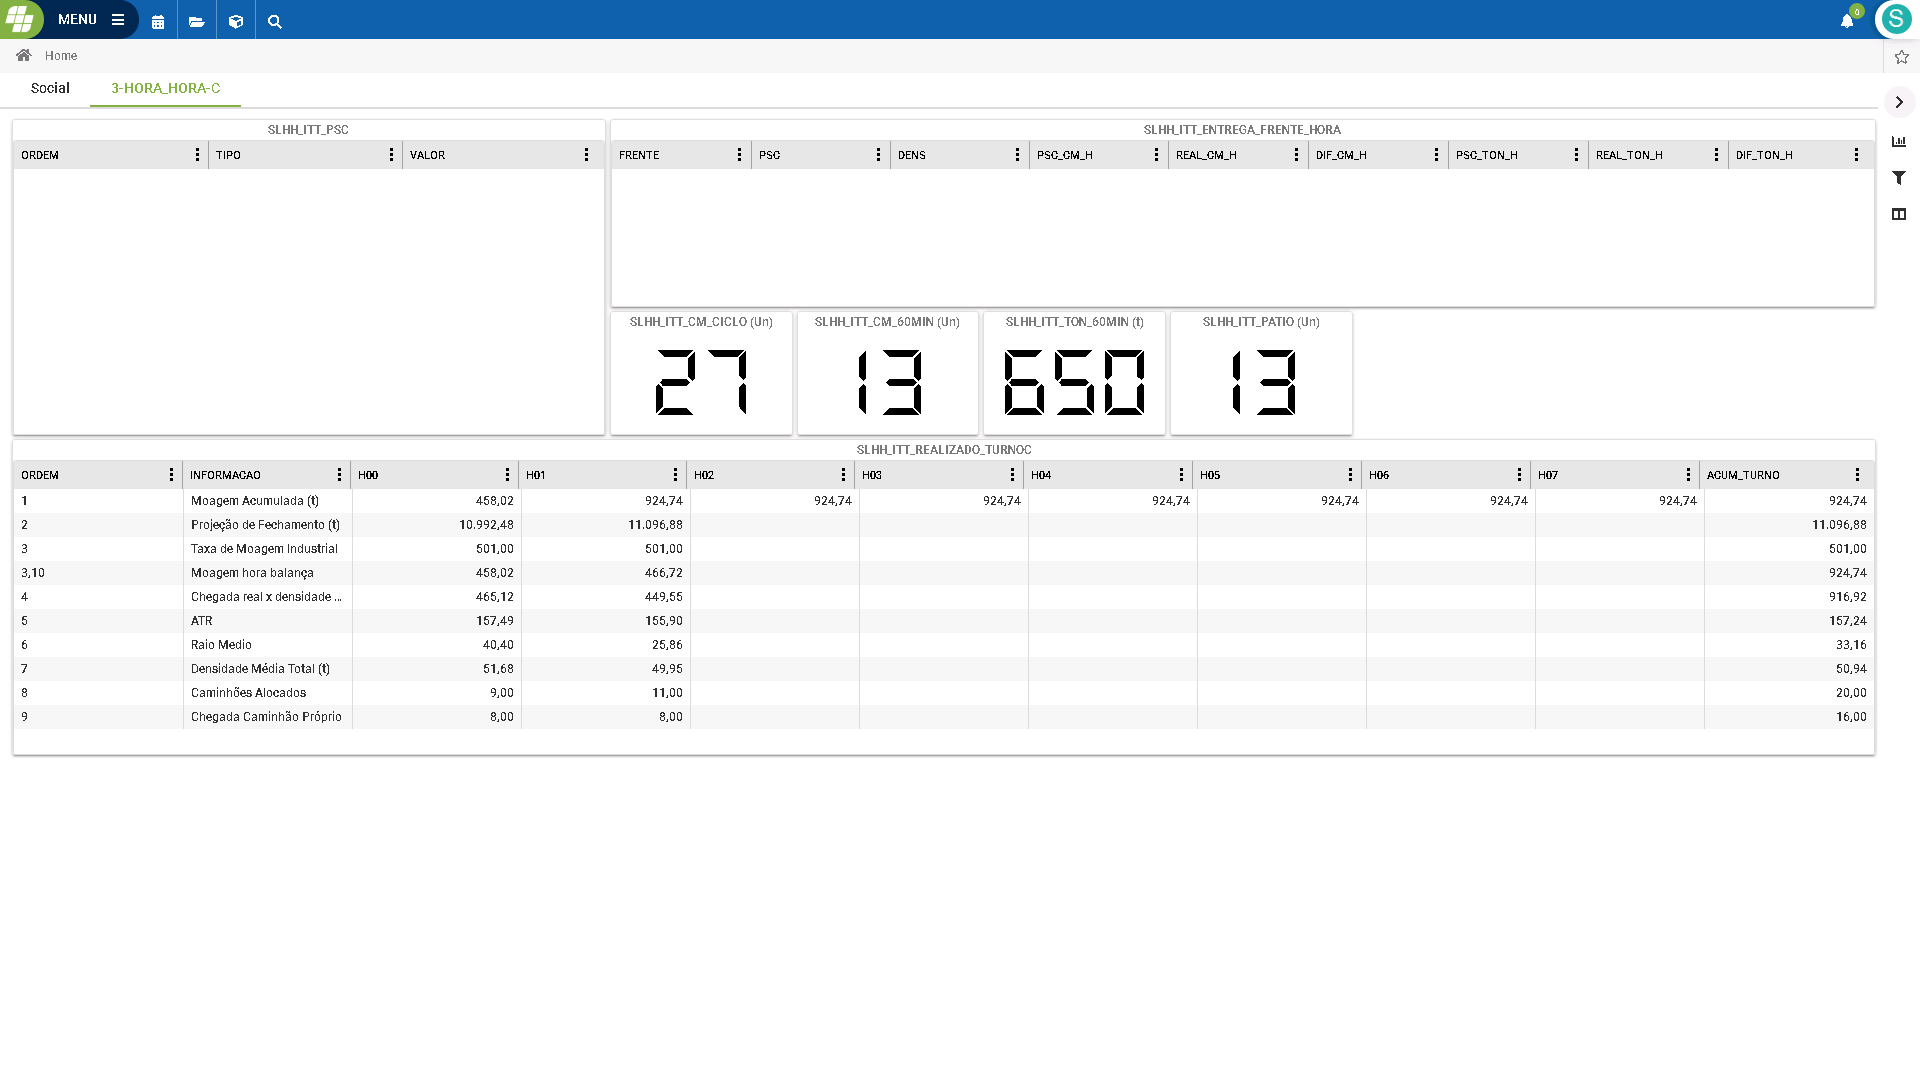 MENU
0
S
Home
Social
3-HORA_HORA-C
SLHH_ITT_PSC
ORDEM TIPO VALOR
SLHH_ITT_ENTREGA_FRENTE_HORA
FRENTE PSC DENS PSC_CM_H REAL_CM_H DIF_CM_H PSC_TON_H REAL_TON_H DIF_TON_H
SLHH_ITT_CM_CICLO (Un)
27
SLHH_ITT_CM_60MIN (Un)
13
SLHH_ITT_TON_60MIN (t)
650
SLHH_ITT_PATIO (Un)
13
SLHH_ITT_REALIZADO_TURNOC
ORDEM INFORMACAO H00 H01 H02 H03 H04 H05 H06 H07 ACUM_TURNO
1 Moagem Acumulada (t) 458,02 924,74 924,74 924,74 924,74 924,74 924,74 924,74 924,74
2 Projeção de Fechamento (t) 10.992,48 11.096,88 11.096,88
3 Taxa de Moagem Industrial 501,00 501,00 501,00
3,10 Moagem hora balança 458,02 466,72 924,74
4 Chegada real x densidade ... 465,12 449,55 916,92
5 ATR 157,49 155,90 157,24
6 Raio Medio 40,40 25,86 33,16
7 Densidade Média Total (t) 51,68 49,95 50,94
8 Caminhões Alocados 9,00 11,00 20,00
9 Chegada Caminhão Próprio 8,00 8,00 16,00